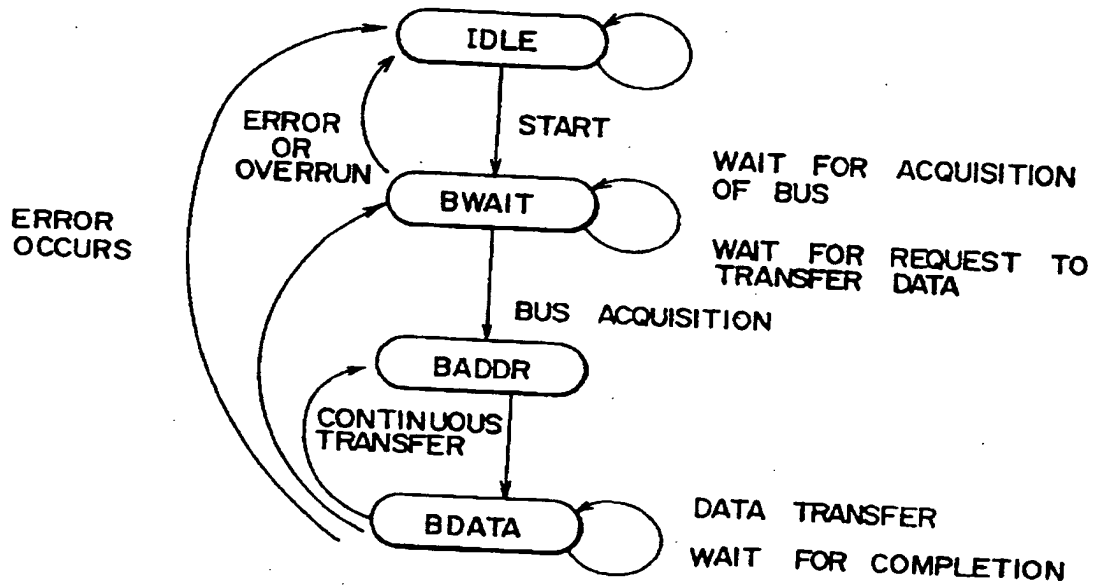 IDLE
START
ERROR
OR
OVERRUN
BWAIT
WAIT FOR ACQUISITION
OF BUS
WAIT FOR REQUEST TO
TRANSFER DATA
ERROR
OCCURS
BUS ACQUISITION
BADDR
CONTINUOUS
TRANSFER
BDATA
DATA TRANSFER
WAIT FOR COMPLETION